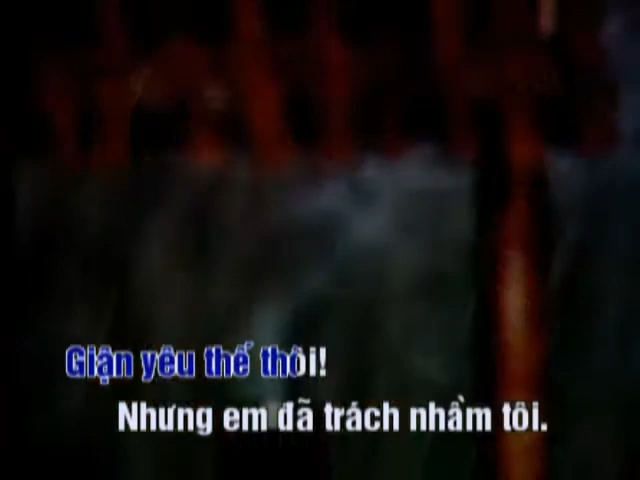 Giận yêu thế thôi!
Nhưng em đã trách nhầm tôi.